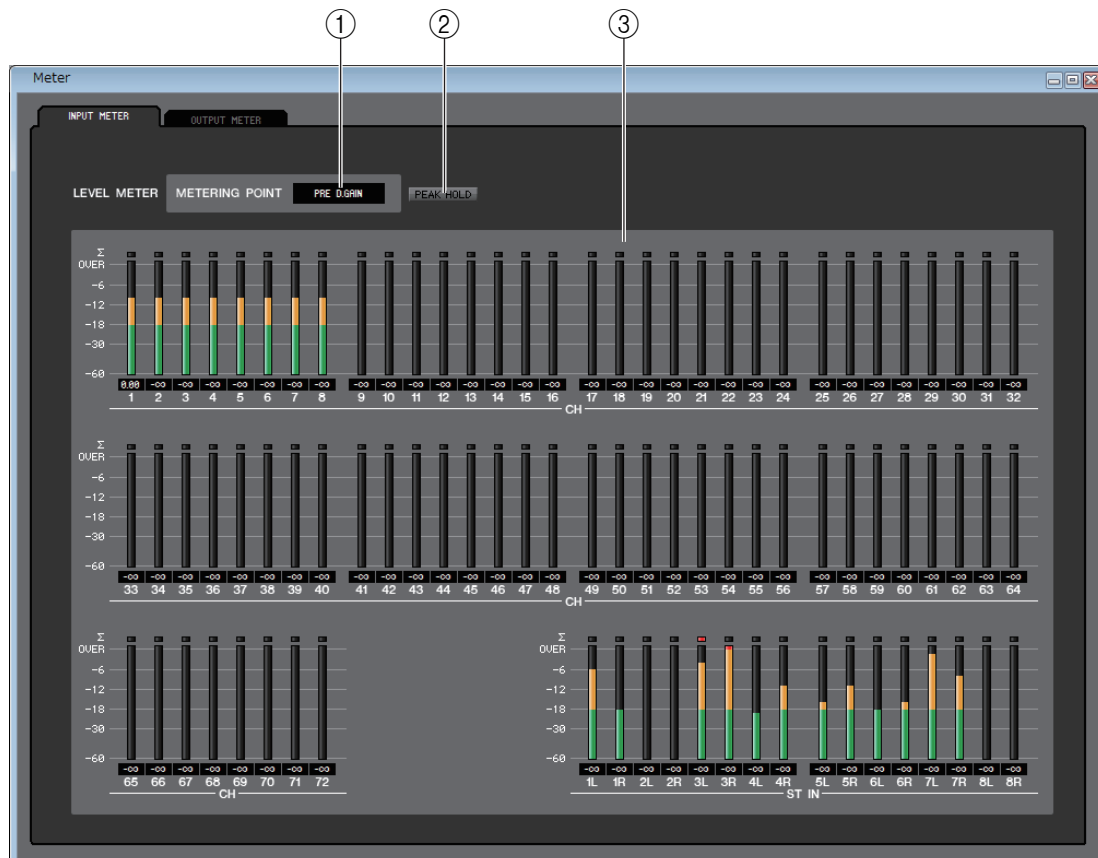 ① ② ③
Meter
INPUT METER OUTPUT METER
LEVEL METER METERING POINT PRE D.GAIN PEAK HOLD
Σ
OVER
-6
-12
-18
-30
-60
0.00 -∞ -∞ -∞ -∞ -∞ -∞ -∞ -∞ -∞ -∞ -∞ -∞ -∞ -∞ -∞ -∞ -∞ -∞ -∞ -∞ -∞ -∞ -∞ -∞ -∞ -∞ -∞ -∞ -∞ -∞ -∞
1 2 3 4 5 6 7 8 9 10 11 12 13 14 15 16 17 18 19 20 21 22 23 24 25 26 27 28 29 30 31 32
CH
Σ
OVER
-6
-12
-18
-30
-60
-∞ -∞ -∞ -∞ -∞ -∞ -∞ -∞ -∞ -∞ -∞ -∞ -∞ -∞ -∞ -∞ -∞ -∞ -∞ -∞ -∞ -∞ -∞ -∞ -∞ -∞ -∞ -∞ -∞ -∞ -∞ -∞
33 34 35 36 37 38 39 40 41 42 43 44 45 46 47 48 49 50 51 52 53 54 55 56 57 58 59 60 61 62 63 64
CH
Σ
OVER
-6
-12
-18
-30
-60
-∞ -∞ -∞ -∞ -∞ -∞ -∞ -∞
65 66 67 68 69 70 71 72
CH
Σ
OVER
-6
-12
-18
-30
-60
-∞ -∞ -∞ -∞ -∞ -∞ -∞ -∞ -∞ -∞ -∞ -∞ -∞ -∞ -∞ -∞
1L 1R 2L 2R 3L 3R 4L 4R 5L 5R 6L 6R 7L 7R 8L 8R
ST IN